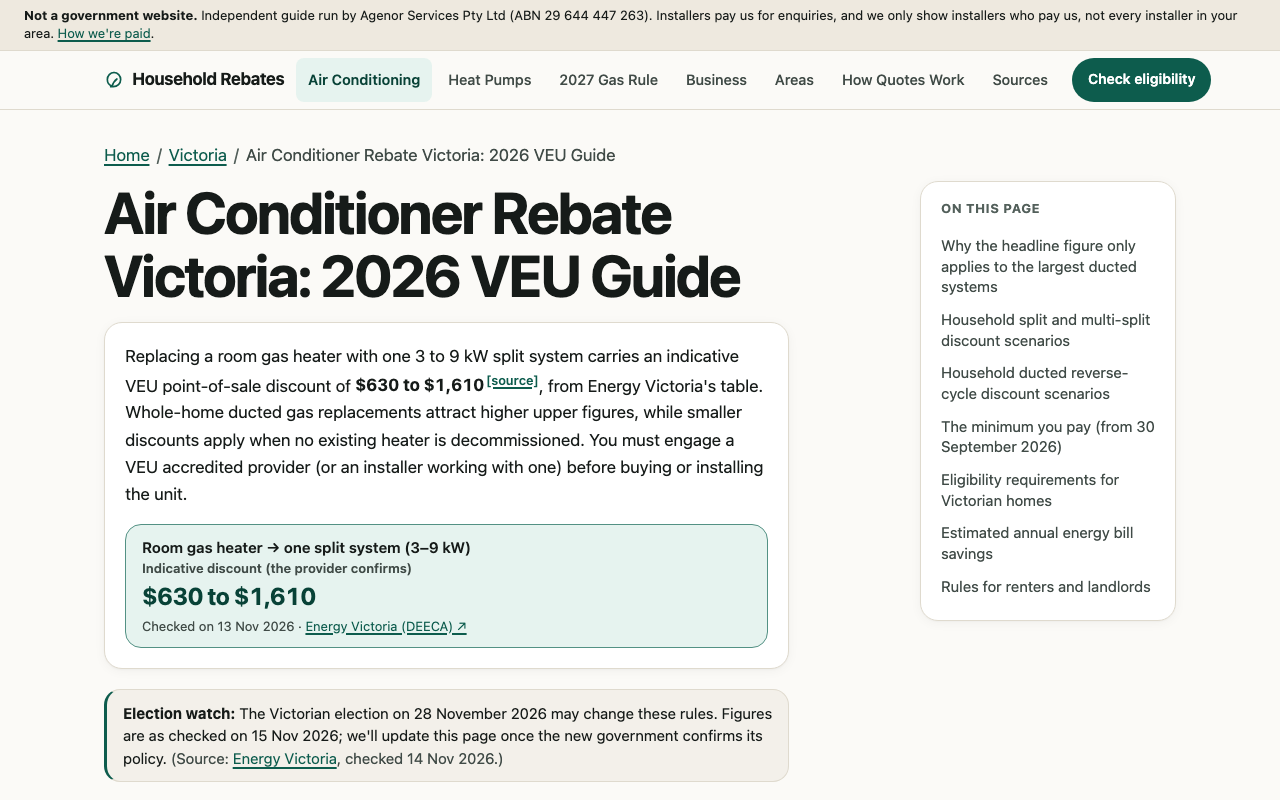 Not a government website. Independent guide run by Agenor Services Pty Ltd (ABN 29 644 447 263). Installers pay us for enquiries, and we only show installers who pay us, not every installer in your
area. How we're paid.
Household Rebates
Air Conditioning
Heat Pumps
2027 Gas Rule
Business
Areas
How Quotes Work
Sources
Check eligibility
Home / Victoria / Air Conditioner Rebate Victoria: 2026 VEU Guide
Air Conditioner Rebate
Victoria: 2026 VEU Guide
Replacing a room gas heater with one 3 to 9 kW split system carries an indicative
VEU point-of-sale discount of $630 to $1,610 [source], from Energy Victoria's table.
Whole-home ducted gas replacements attract higher upper figures, while smaller
discounts apply when no existing heater is decommissioned. You must engage a
VEU accredited provider (or an installer working with one) before buying or installing
the unit.
Room gas heater → one split system (3–9 kW)
Indicative discount (the provider confirms)
$630 to $1,610
Checked on 13 Nov 2026 · Energy Victoria (DEECA) ↗
Election watch: The Victorian election on 28 November 2026 may change these rules. Figures
are as checked on 15 Nov 2026; we'll update this page once the new government confirms its
policy. (Source: Energy Victoria, checked 14 Nov 2026.)
ON THIS PAGE
Why the headline figure only
applies to the largest ducted
systems
Household split and multi-split
discount scenarios
Household ducted reverse-
cycle discount scenarios
The minimum you pay (from 30
September 2026)
Eligibility requirements for
Victorian homes
Estimated annual energy bill
savings
Rules for renters and landlords